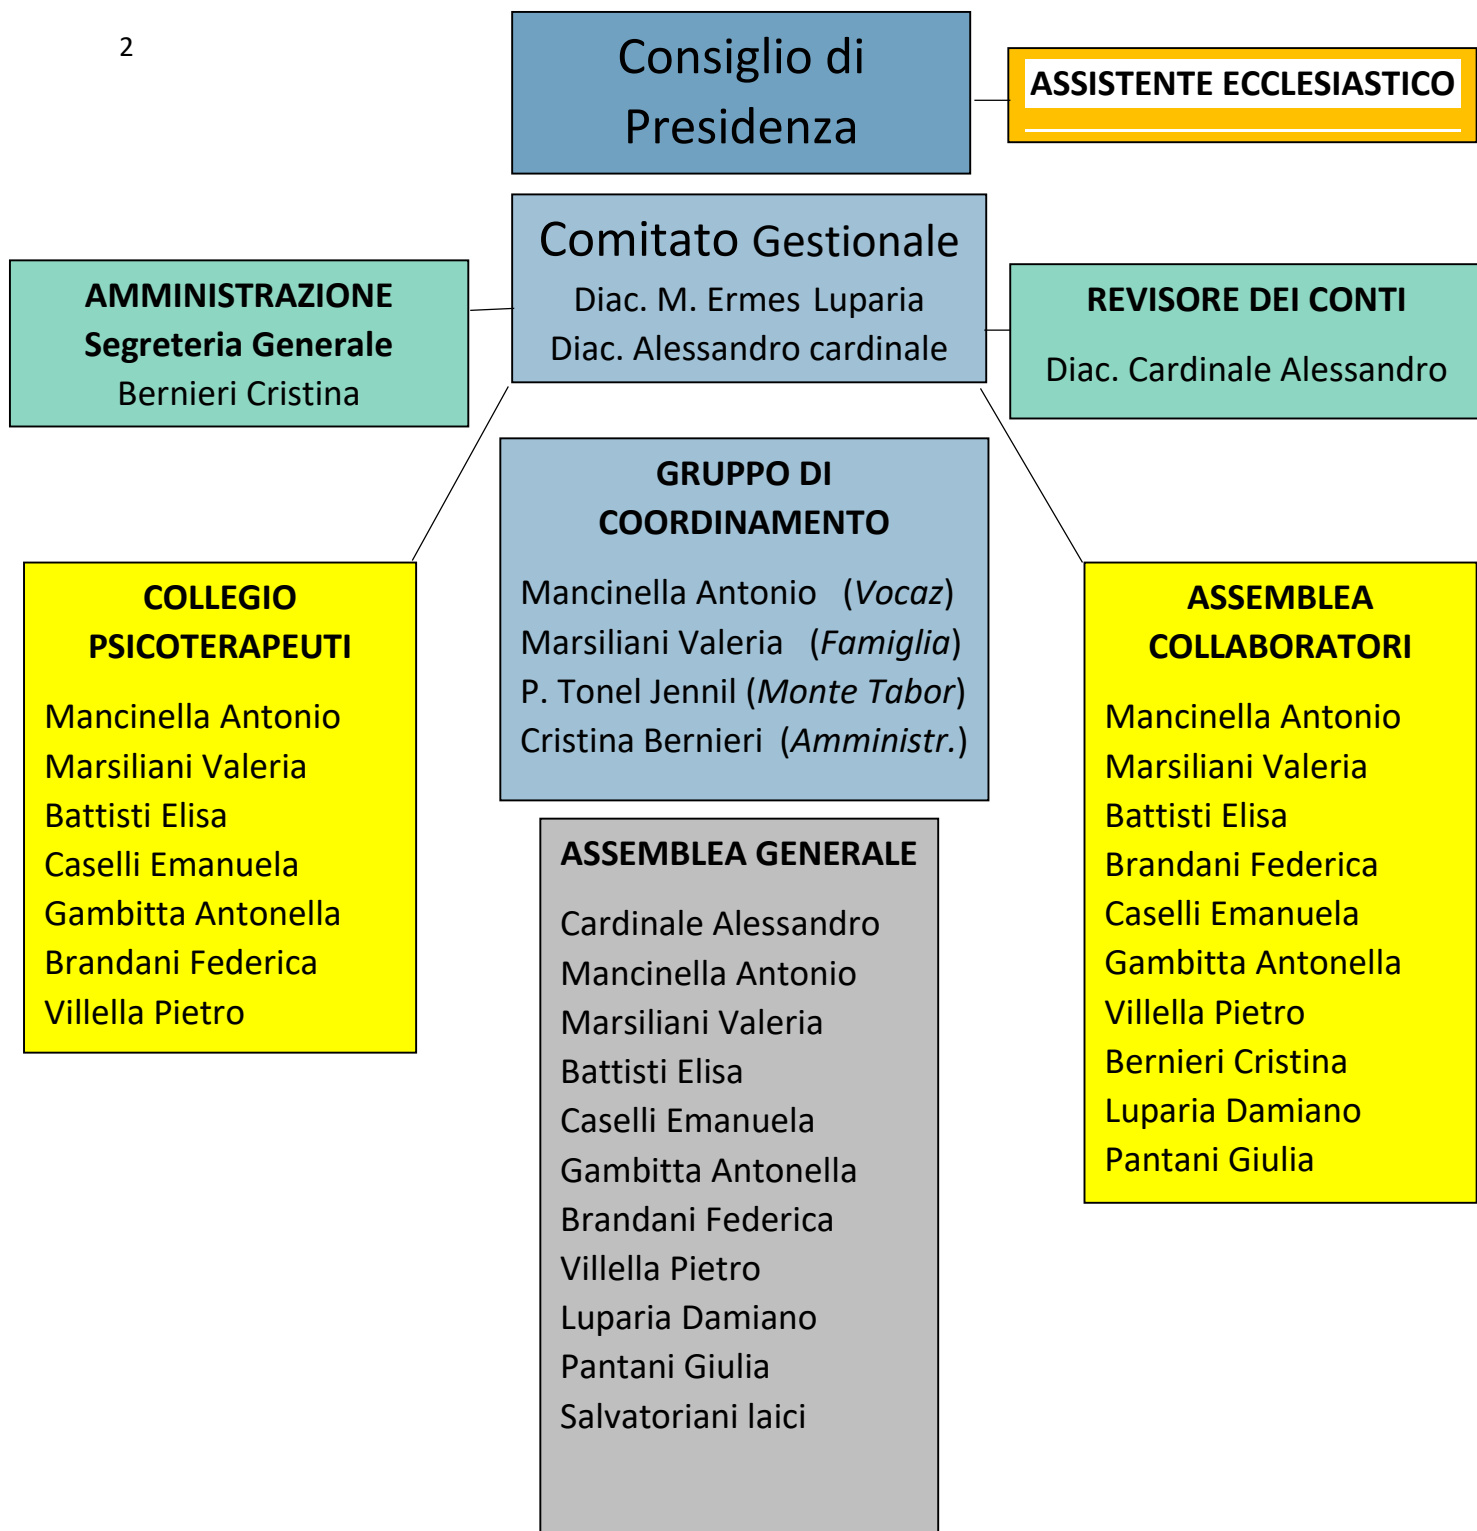 2
Consiglio di
Presidenza
ASSISTENTE ECCLESIASTICO
Comitato Gestionale
Diac. M. Ermes Luparia
Diac. Alessandro cardinale
AMMINISTRAZIONE
Segreteria Generale
Bernieri Cristina
REVISORE DEI CONTI
Diac. Cardinale Alessandro
GRUPPO DI
COORDINAMENTO
Mancinella Antonio (Vocaz)
Marsiliani Valeria (Famiglia)
P. Tonel Jennil (Monte Tabor)
Cristina Bernieri (Amministr.)
COLLEGIO
PSICOTERAPEUTI
Mancinella Antonio
Marsiliani Valeria
Battisti Elisa
Caselli Emanuela
Gambitta Antonella
Brandani Federica
Villella Pietro
ASSEMBLEA
COLLABORATORI
Mancinella Antonio
Marsiliani Valeria
Battisti Elisa
Brandani Federica
Caselli Emanuela
Gambitta Antonella
Villella Pietro
Bernieri Cristina
Luparia Damiano
Pantani Giulia
ASSEMBLEA GENERALE
Cardinale Alessandro
Mancinella Antonio
Marsiliani Valeria
Battisti Elisa
Caselli Emanuela
Gambitta Antonella
Brandani Federica
Villella Pietro
Luparia Damiano
Pantani Giulia
Salvatoriani laici